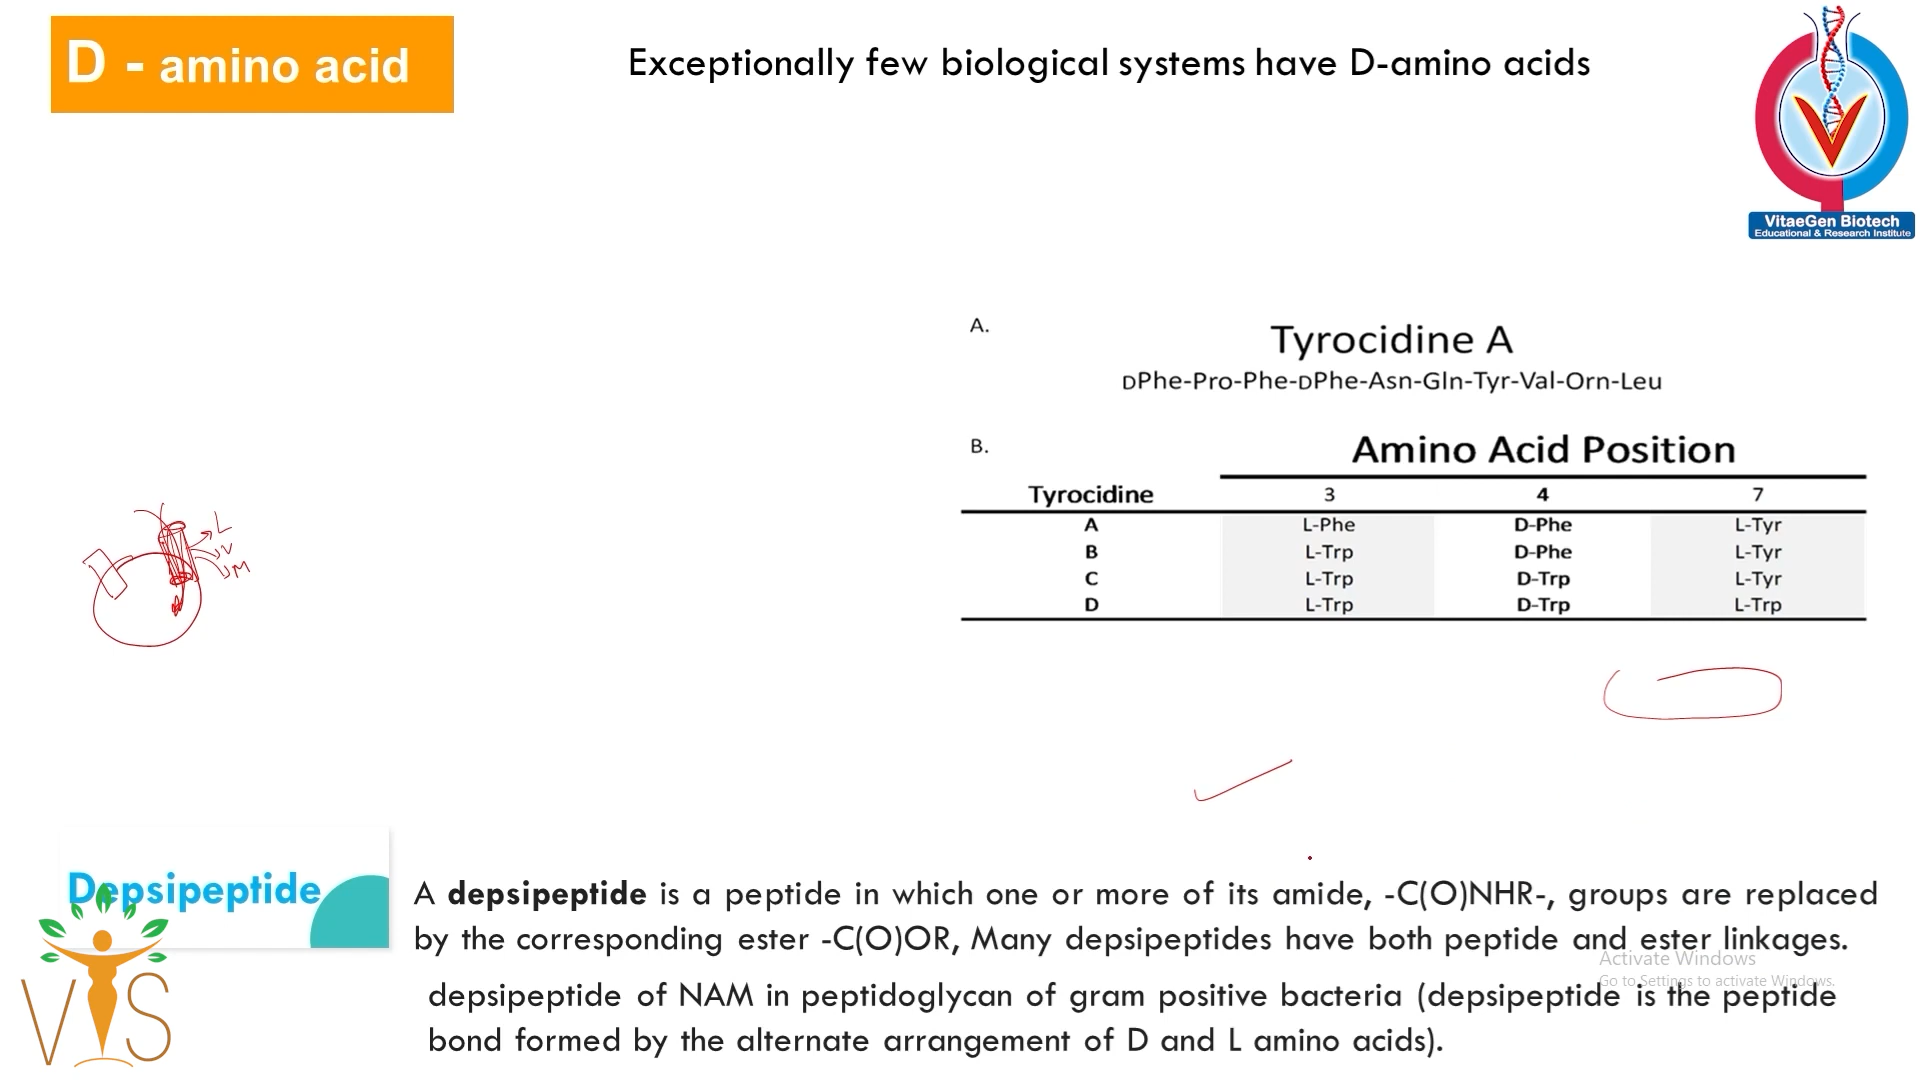 D - amino acid
Exceptionally few biological systems have D-amino acids
VitaeGen Biotech
Educational & Research Institute
A.
Tyrocidine A
DPhe-Pro-Phe-DPhe-Asn-Gln-Tyr-Val-Orn-Leu
B.
Amino Acid Position
Tyrocidine 3 4 7
A L-Phe D-Phe L-Tyr
B L-Trp D-Phe L-Tyr
C L-Trp D-Trp L-Tyr
D L-Trp D-Trp L-Trp
L
V
M
Depsipeptide
A depsipeptide is a peptide in which one or more of its amide, -C(O)NHR-, groups are replaced
by the corresponding ester -C(O)OR, Many depsipeptides have both peptide and ester linkages.
Activate Windows
Go to Settings to activate Windows.
depsipeptide of NAM in peptidoglycan of gram positive bacteria (depsipeptide is the peptide
bond formed by the alternate arrangement of D and L amino acids).
V S